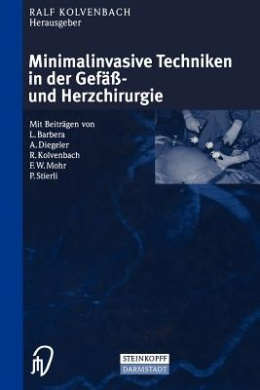 RALF KOLVENBACH
Herausgeber
Minimalinvasive Techniken
in der Gefäß-
und Herzchirurgie
Mit Beiträgen von
L. Barbera
A. Diegeler
R. Kolvenbach
F. W. Mohr
P. Stierli
STEINKOPFF
DARMSTADT